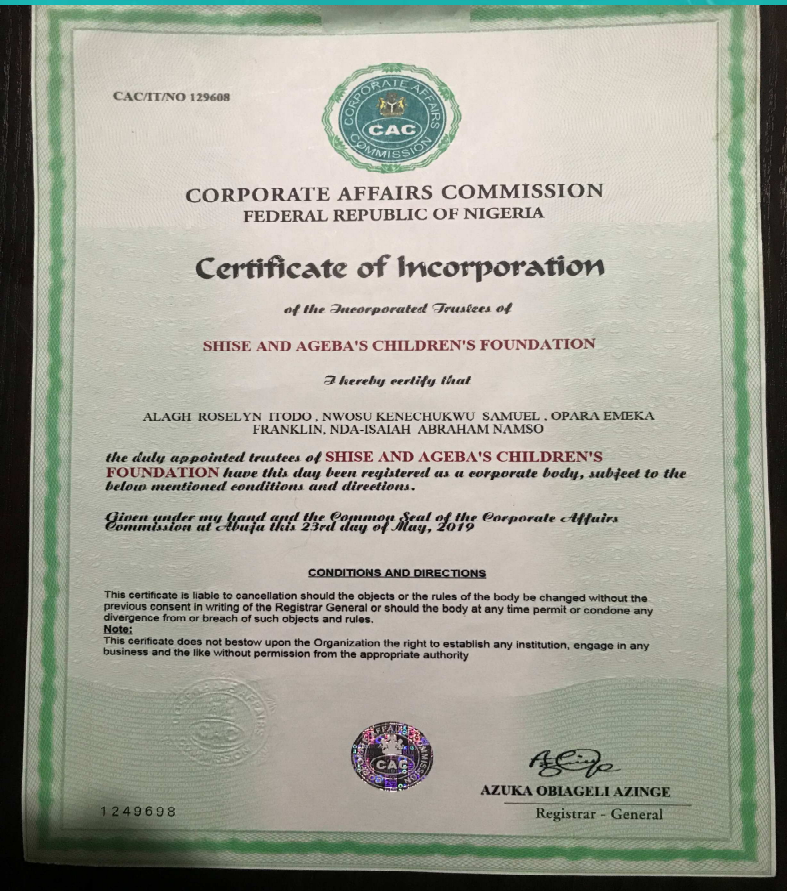 CAC/IT/NO 129608
CORPORATE AFFAIRS
CAC
COMMISSION
CORPORATE AFFAIRS COMMISSION
FEDERAL REPUBLIC OF NIGERIA
Certificate of Incorporation
of the Incorporated Trustees of
SHISE AND AGEBA'S CHILDREN'S FOUNDATION
I hereby certify that
ALAGH ROSELYN ITODO , NWOSU KENECHUKWU SAMUEL , OPARA EMEKA
FRANKLIN, NDA-ISAIAH ABRAHAM NAMSO
the duly appointed trustees of SHISE AND AGEBA'S CHILDREN'S
FOUNDATION have this day been registered as a corporate body, subject to the
below mentioned conditions and directions.
Given under my hand and the Common Seal of the Corporate Affairs
Commission at Abuja this 23rd day of May, 2019
CONDITIONS AND DIRECTIONS
This certificate is liable to cancellation should the objects or the rules of the body be changed without the
previous consent in writing of the Registrar General or should the body at any time permit or condone any
divergence from or breach of such objects and rules.
Note:
This cerificate does not bestow upon the Organization the right to establish any institution, engage in any
business and the like without permission from the appropriate authority
CAC
CAC
AZUKA OBIAGELI AZINGE
Registrar - General
1249698